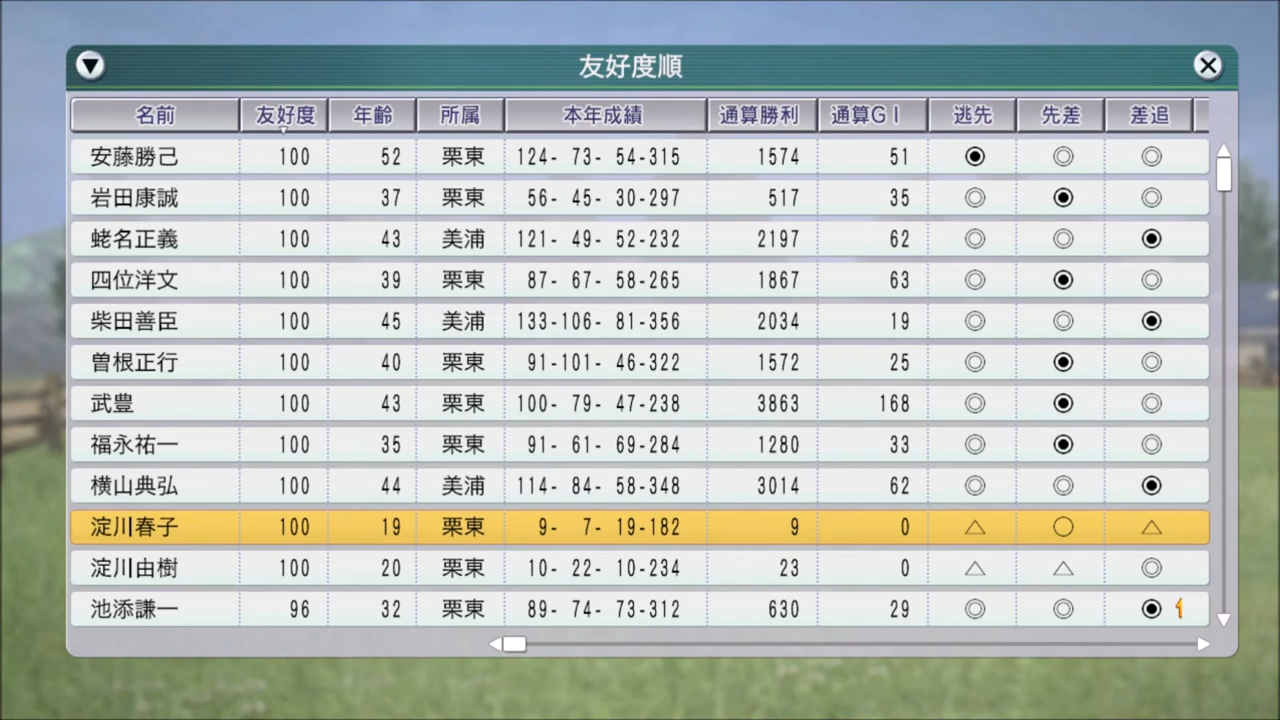 友好度順
名前 友好度 年齢 所属 本年成績 通算勝利 通算GⅠ 逃先 先差 差追
安藤勝己 100 52 栗東 124- 73- 54-315 1574 51 ◉ ◎ ◎
岩田康誠 100 37 栗東 56- 45- 30-297 517 35 ◎ ◉ ◎
蛯名正義 100 43 美浦 121- 49- 52-232 2197 62 ◎ ◎ ◉
四位洋文 100 39 栗東 87- 67- 58-265 1867 63 ◎ ◉ ◎
柴田善臣 100 45 美浦 133-106- 81-356 2034 19 ◎ ◎ ◉
曽根正行 100 40 栗東 91-101- 46-322 1572 25 ◎ ◉ ◎
武豊 100 43 栗東 100- 79- 47-238 3863 168 ◎ ◉ ◎
福永祐一 100 35 栗東 91- 61- 69-284 1280 33 ◎ ◉ ◎
横山典弘 100 44 美浦 114- 84- 58-348 3014 62 ◎ ◎ ◉
淀川春子 100 19 栗東 9- 7- 19-182 9 0 △ ○ △
淀川由樹 100 20 栗東 10- 22- 10-234 23 0 △ △ ◎
池添謙一 96 32 栗東 89- 74- 73-312 630 29 ◎ ◎ ◉